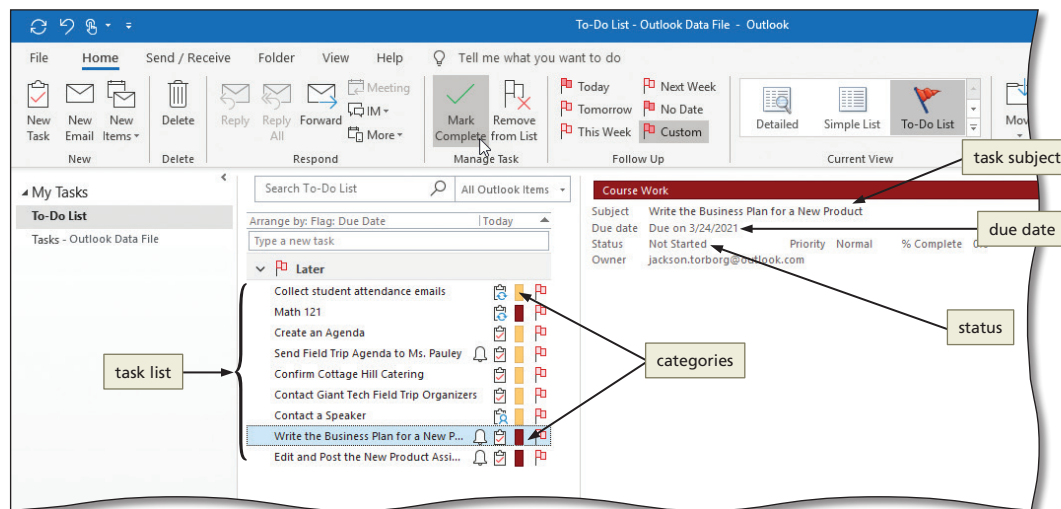 To-Do List - Outlook Data File - Outlook
File Home Send / Receive Folder View Help Tell me what you want to do
New Task
New Email
New Items
Delete
Reply
Reply All
Forward
Meeting
IM
More
Mark Complete
Remove from List
Today
Tomorrow
This Week
Next Week
No Date
Custom
Detailed
Simple List
To-Do List
New
Delete
Respond
Manage Task
Follow Up
Current View
task subject
My Tasks
To-Do List
Tasks - Outlook Data File
Search To-Do List
All Outlook Items
Arrange by: Flag: Due Date Today
Type a new task
Later
Collect student attendance emails
Math 121
Create an Agenda
Send Field Trip Agenda to Ms. Pauley
Confirm Cottage Hill Catering
Contact Giant Tech Field Trip Organizers
Contact a Speaker
Write the Business Plan for a New P...
Edit and Post the New Product Assi...
task list
categories
Course Work
Subject Write the Business Plan for a New Product
Due date Due on 3/24/2021
Status Not Started Priority Normal % Complete
Owner jackson.torborg@outlook.com
due date
status